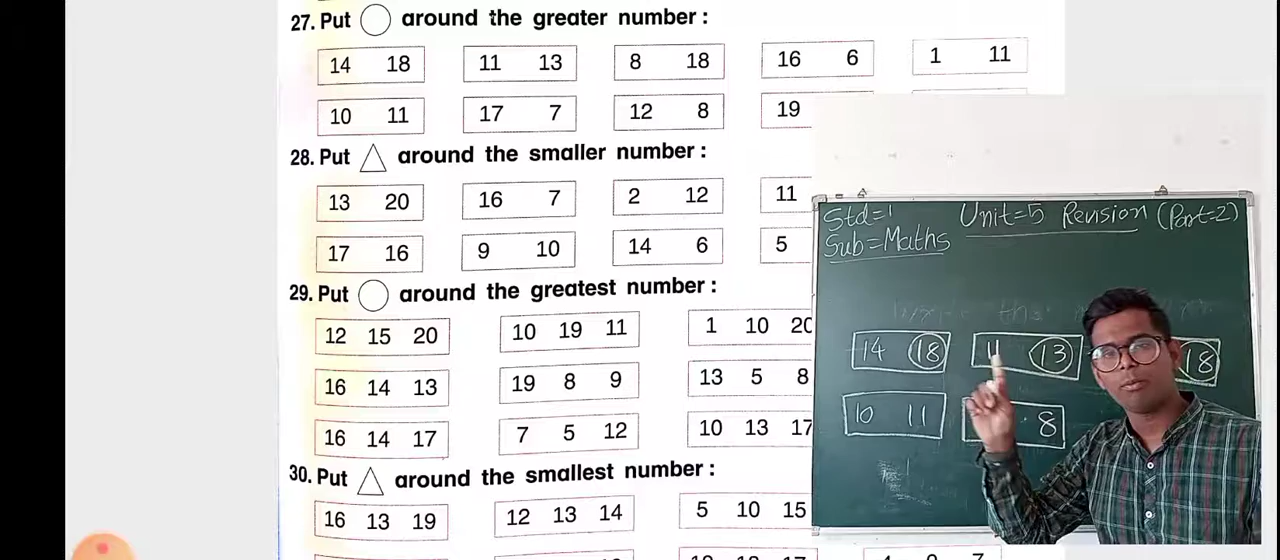 27. Put ◯ around the greater number :
14 18 11 13 8 18 16 6 1 11
10 11 17 7 12 8 19
28. Put △ around the smaller number :
13 20 16 7 2 12 11
17 16 9 10 14 6 5
29. Put ◯ around the greatest number :
12 15 20 10 19 11 1 10 20
16 14 13 19 8 9 13 5 8
16 14 17 7 5 12 10 13 17
30. Put △ around the smallest number :
16 13 19 12 13 14 5 10 15
Std=1 Unit=5 Revision (Part=2)
Sub=Maths
14 18 11 13 18
10 11 8